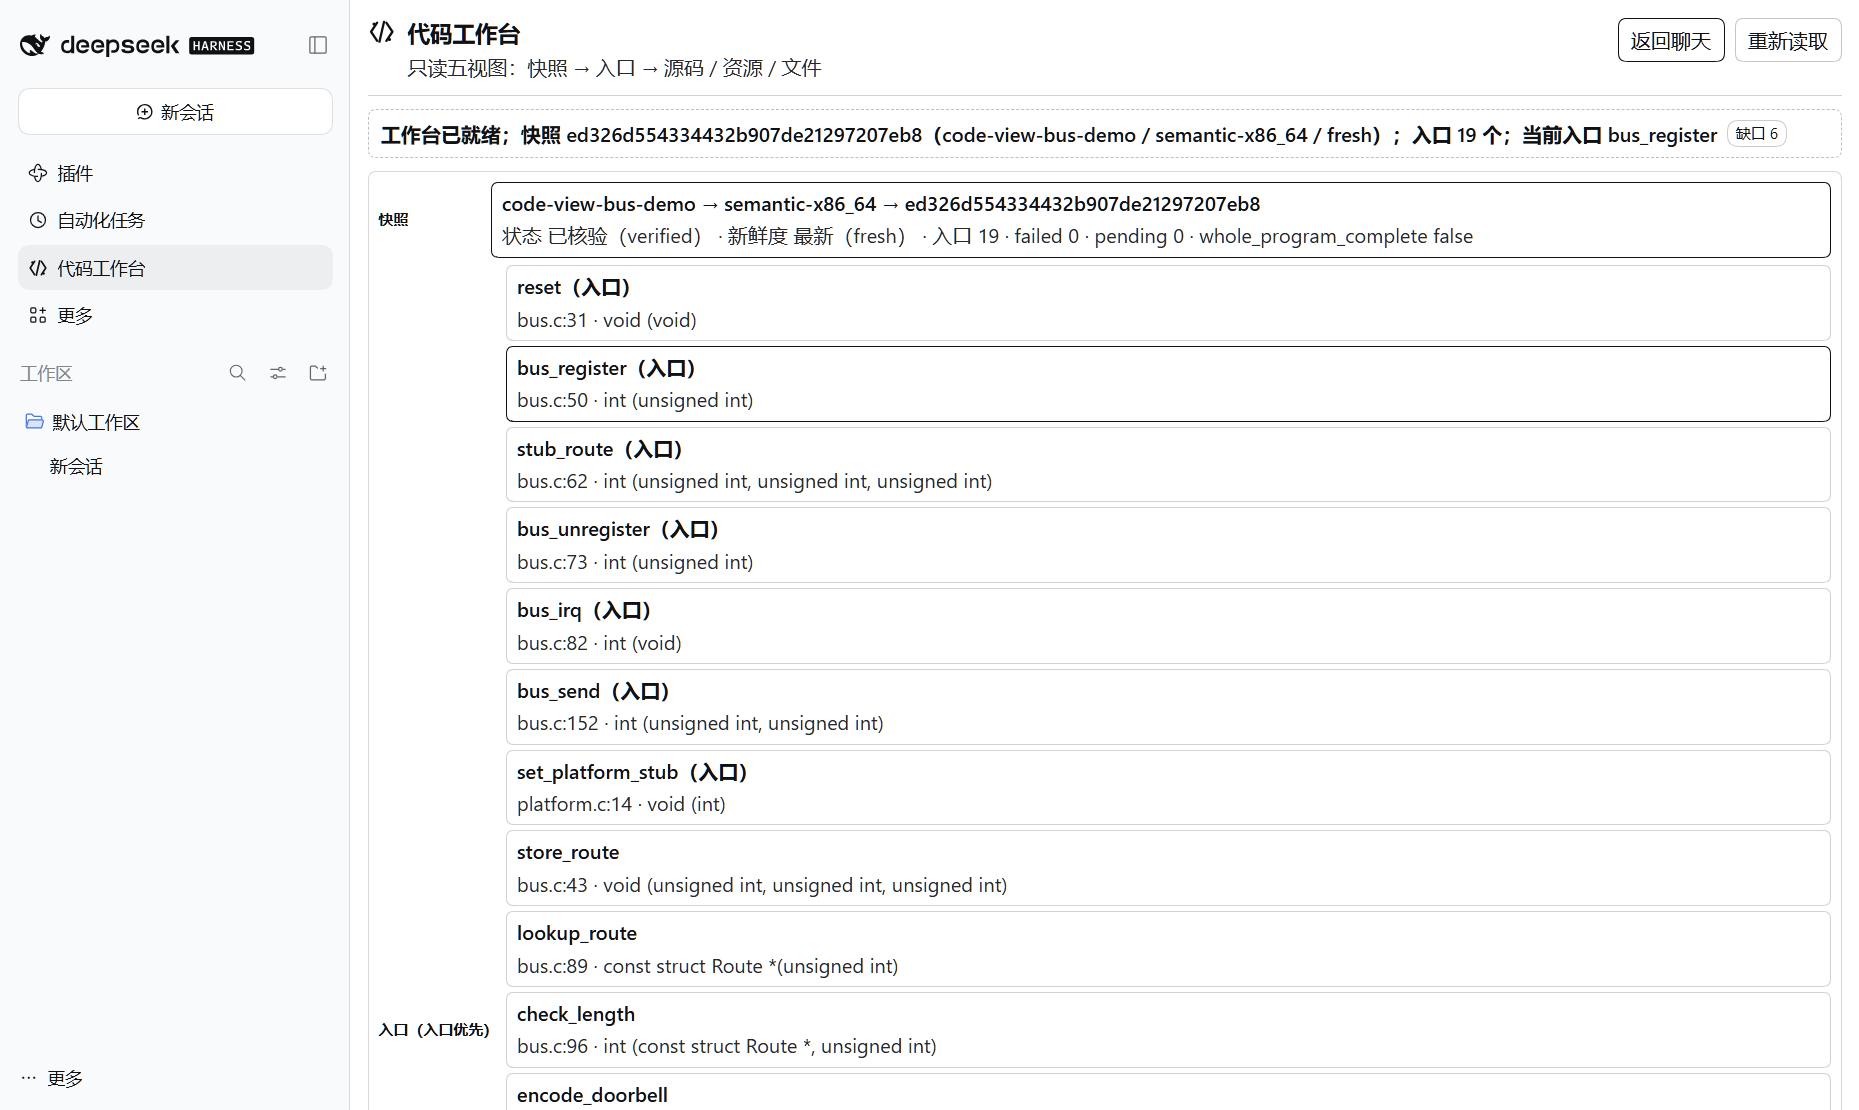 deepseek HARNESS
新会话
插件
自动化任务
代码工作台
更多
工作区
默认工作区
新会话
··· 更多
代码工作台
只读五视图：快照 → 入口 → 源码 / 资源 / 文件
返回聊天
重新读取
工作台已就绪；快照 ed326d554334432b907de21297207eb8（code-view-bus-demo / semantic-x86_64 / fresh）；入口 19 个；当前入口 bus_register
缺口 6
快照
code-view-bus-demo → semantic-x86_64 → ed326d554334432b907de21297207eb8
状态 已核验（verified） · 新鲜度 最新（fresh） · 入口 19 · failed 0 · pending 0 · whole_program_complete false
入口（入口优先）
reset（入口）
bus.c:31 · void (void)
bus_register（入口）
bus.c:50 · int (unsigned int)
stub_route（入口）
bus.c:62 · int (unsigned int, unsigned int, unsigned int)
bus_unregister（入口）
bus.c:73 · int (unsigned int)
bus_irq（入口）
bus.c:82 · int (void)
bus_send（入口）
bus.c:152 · int (unsigned int, unsigned int)
set_platform_stub（入口）
platform.c:14 · void (int)
store_route
bus.c:43 · void (unsigned int, unsigned int, unsigned int)
lookup_route
bus.c:89 · const struct Route *(unsigned int)
check_length
bus.c:96 · int (const struct Route *, unsigned int)
encode_doorbell